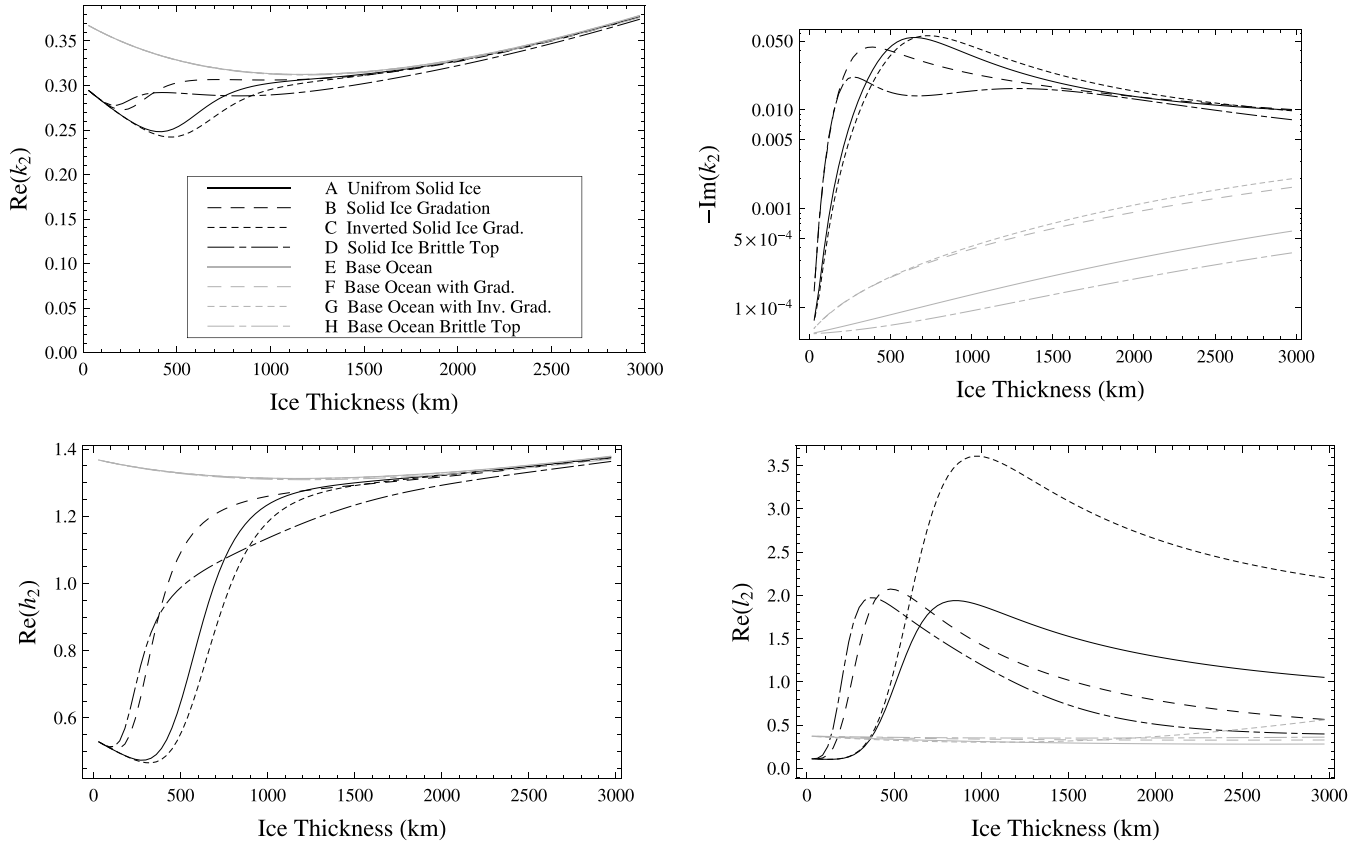 0.35
0.30
0.25
0.20
0.15
0.10
0.05
0.00
Re(k₂)
A Unifrom Solid Ice
B Solid Ice Gradation
C Inverted Solid Ice Grad.
D Solid Ice Brittle Top
E Base Ocean
F Base Ocean with Grad.
G Base Ocean with Inv. Grad.
H Base Ocean Brittle Top
0 500 1000 1500 2000 2500 3000
Ice Thickness (km)
0.050
0.010
0.005
0.001
5×10⁻⁴
1×10⁻⁴
−Im(k₂)
0 500 1000 1500 2000 2500 3000
Ice Thickness (km)
1.4
1.2
1.0
0.8
0.6
Re(h₂)
0 500 1000 1500 2000 2500 3000
Ice Thickness (km)
3.5
3.0
2.5
2.0
1.5
1.0
0.5
0.0
Re(l₂)
0 500 1000 1500 2000 2500 3000
Ice Thickness (km)